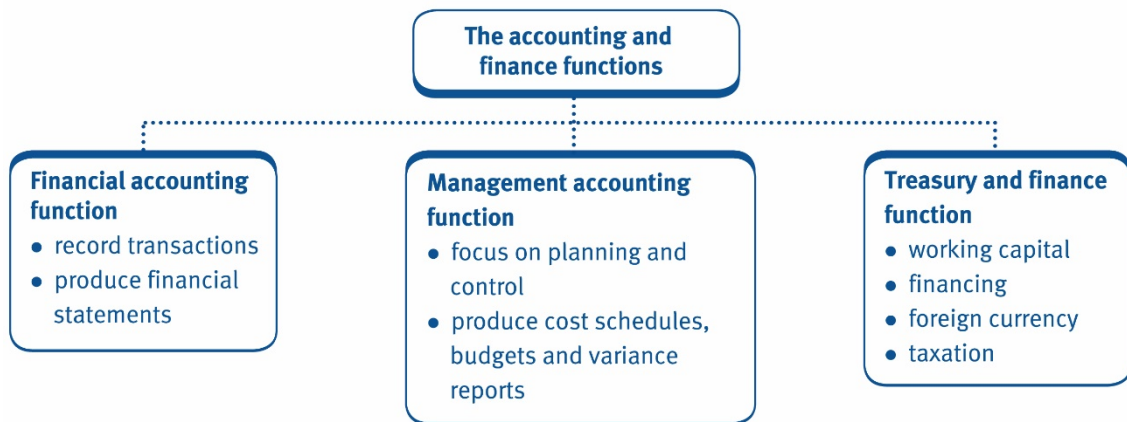 The accounting and
finance functions
Financial accounting
function
• record transactions
• produce financial
statements
Management accounting
function
• focus on planning and
control
• produce cost schedules,
budgets and variance
reports
Treasury and finance
function
• working capital
• financing
• foreign currency
• taxation